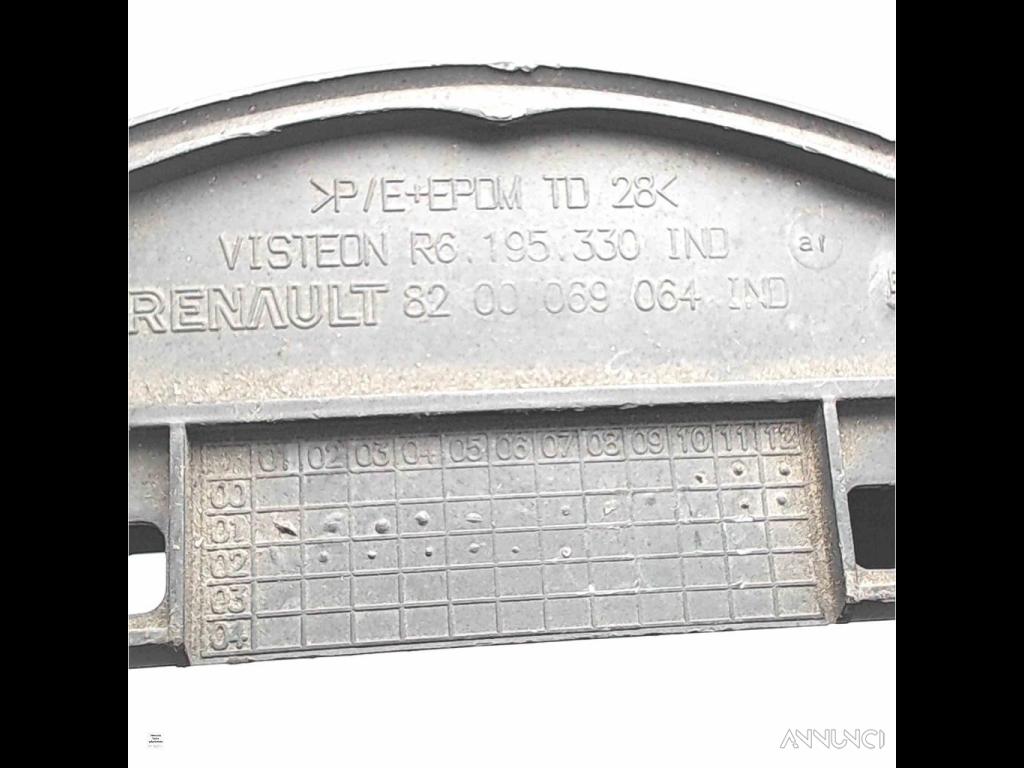 >P/E+EPDM TD 28<
VISTEON R6.195.330 IND
RENAULT 82 00 069 064 IND
01 02 03 04 05 06 07 08 09 10 11 12
00
01
02
03
04
ANNUNCI